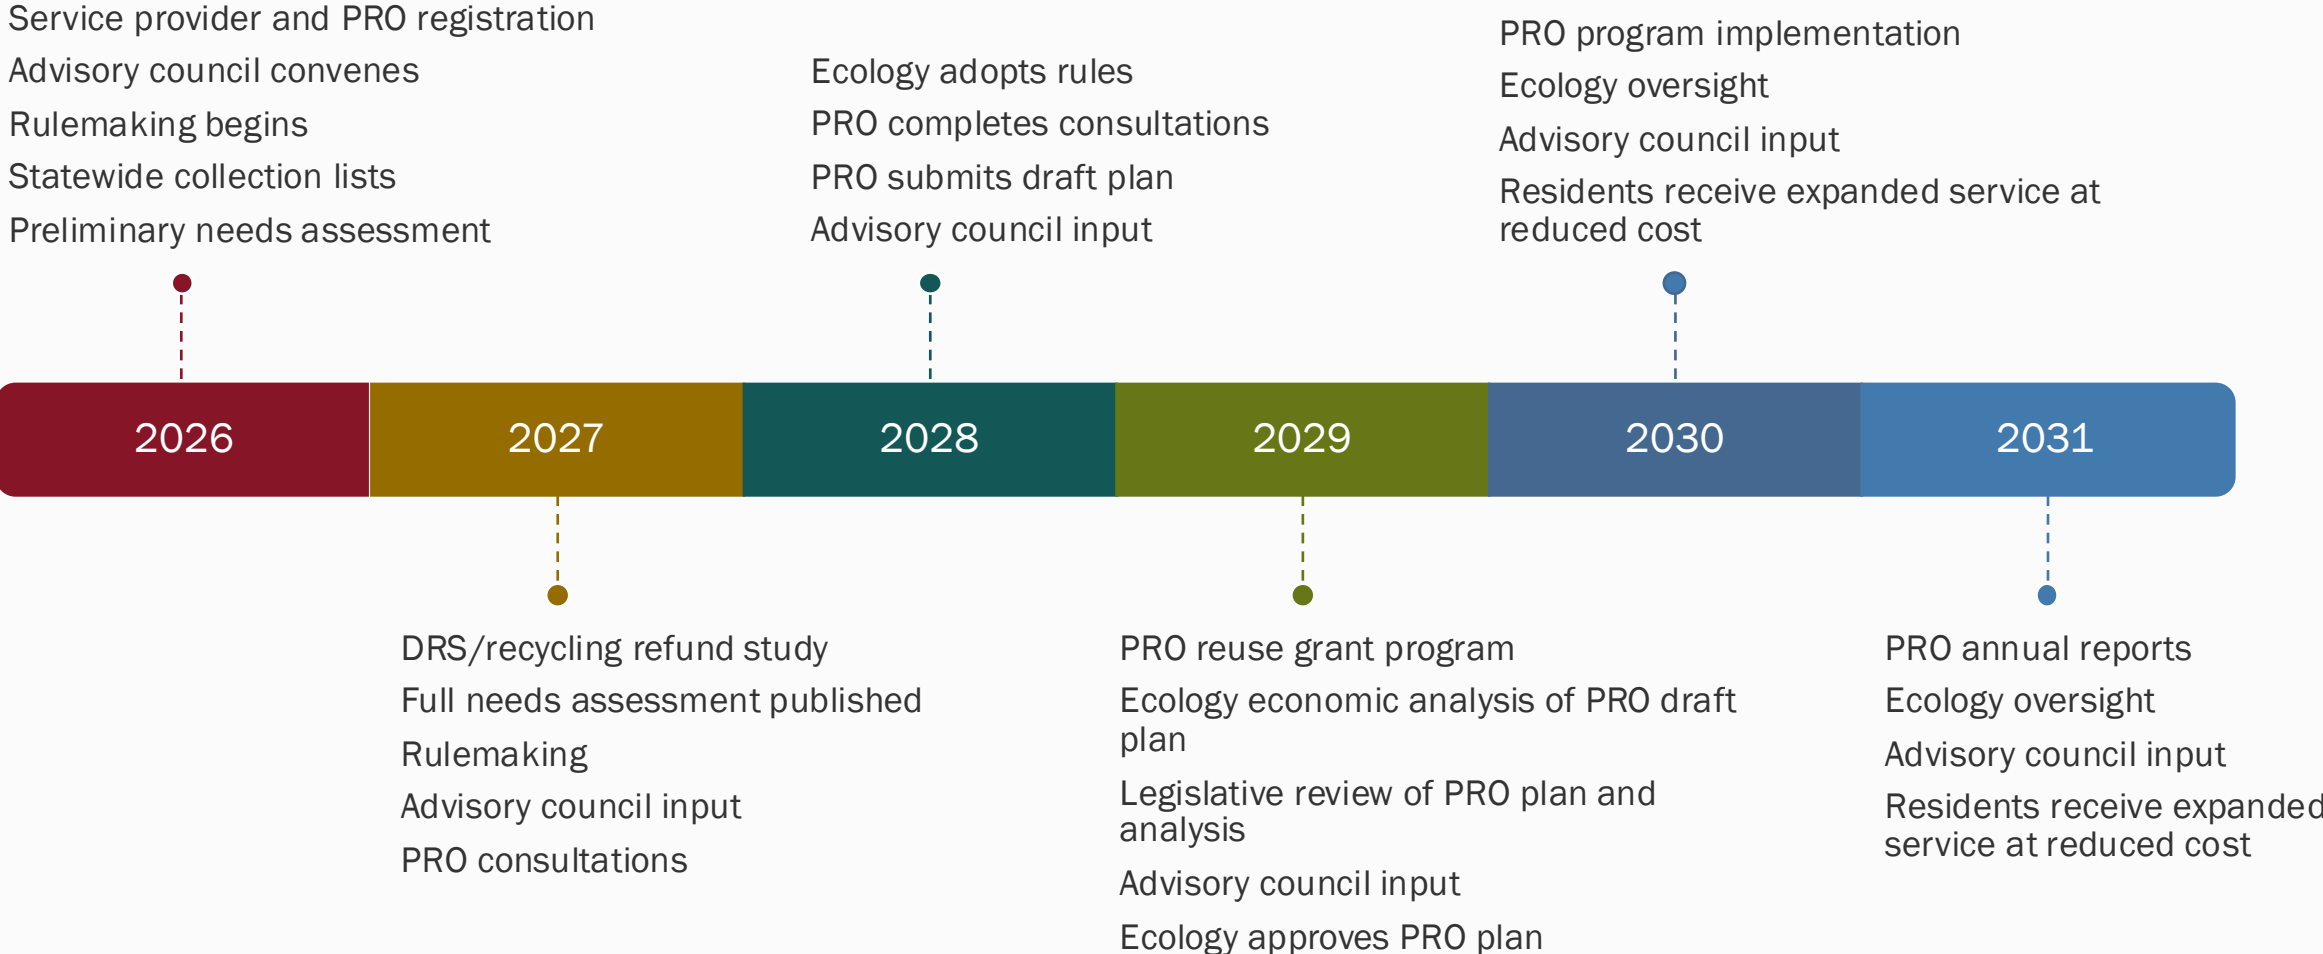 Service provider and PRO registration
Advisory council convenes
Rulemaking begins
Statewide collection lists
Preliminary needs assessment
Ecology adopts rules
PRO completes consultations
PRO submits draft plan
Advisory council input
PRO program implementation
Ecology oversight
Advisory council input
Residents receive expanded service at
reduced cost
2026
2027
2028
2029
2030
2031
DRS/recycling refund study
Full needs assessment published
Rulemaking
Advisory council input
PRO consultations
PRO reuse grant program
Ecology economic analysis of PRO draft
plan
Legislative review of PRO plan and
analysis
Advisory council input
Ecology approves PRO plan
PRO annual reports
Ecology oversight
Advisory council input
Residents receive expanded
service at reduced cost